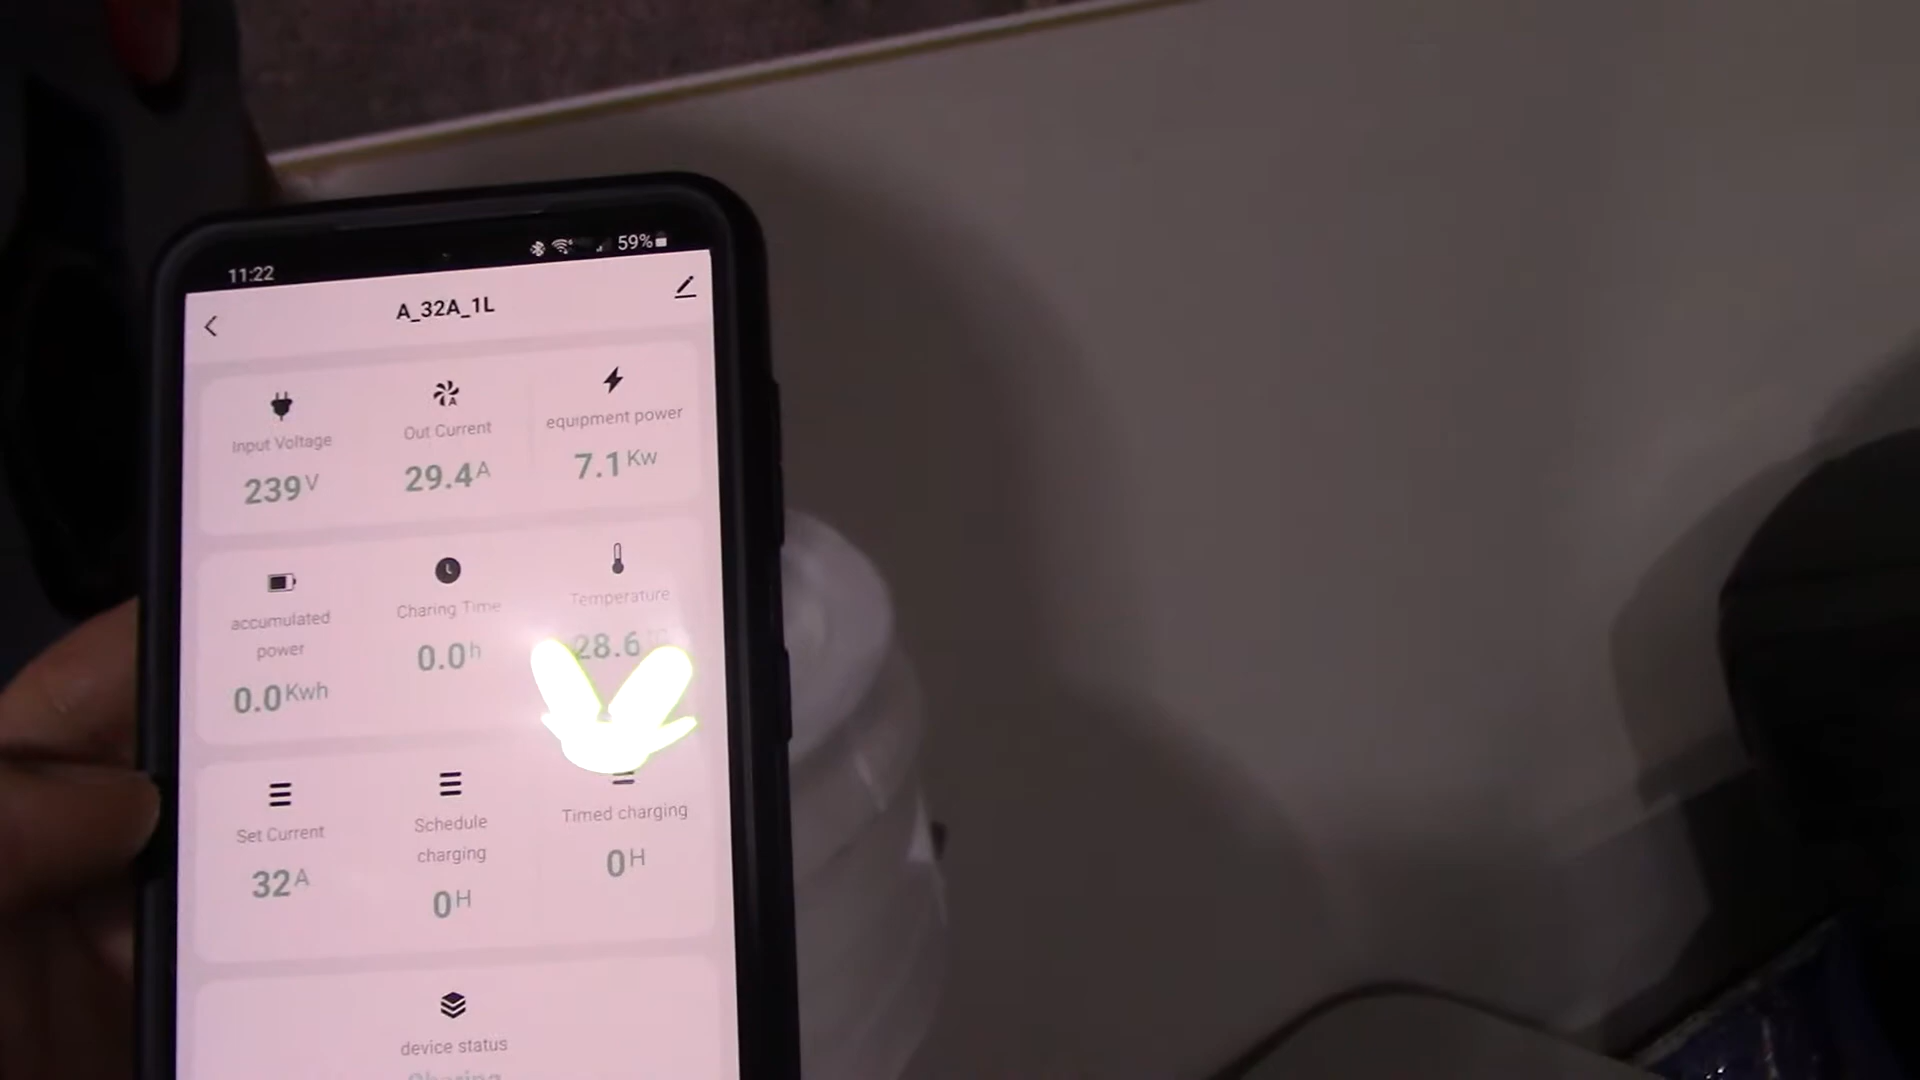 11:22
59%
A_32A_1L
Input Voltage
239V
Out Current
29.4A
equipment power
7.1Kw
accumulated
power
0.0Kwh
Charing Time
0.0h
Temperature
28.6
Set Current
32A
Schedule
charging
0H
Timed charging
0H
device status
Charing